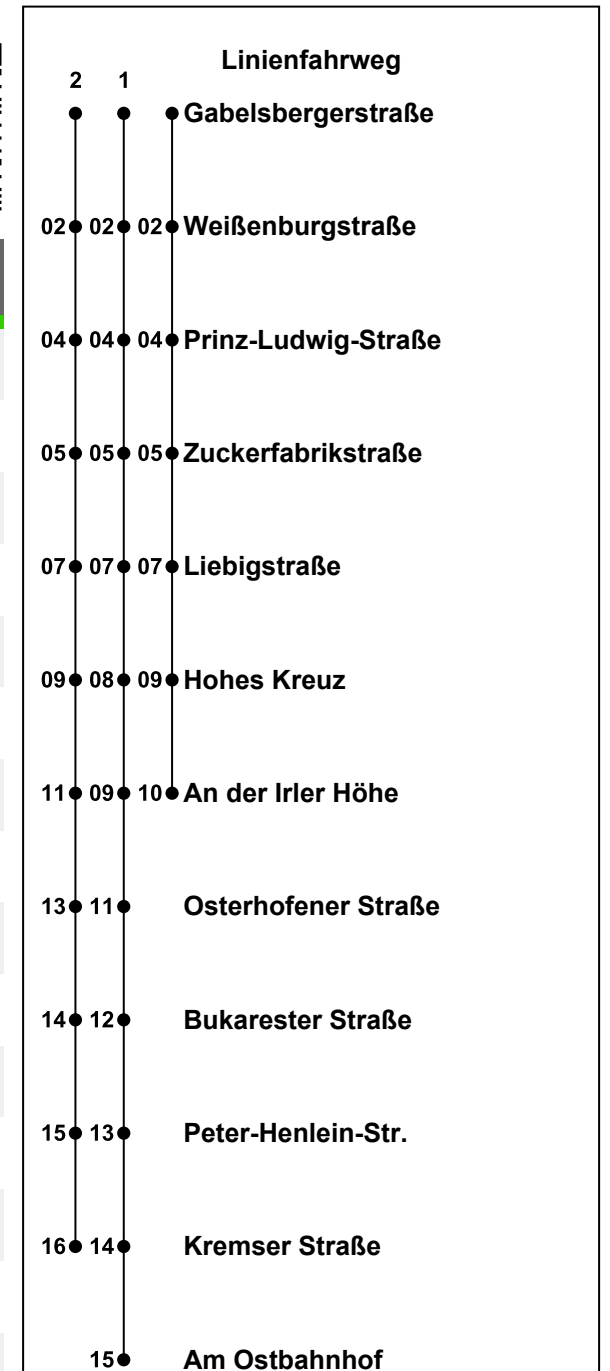 Linienfahrweg
2 1
Gabelsbergerstraße
02 02 02 Weißenburgstraße
04 04 04 Prinz-Ludwig-Straße
05 05 05 Zuckerfabrikstraße
07 07 07 Liebigstraße
09 08 09 Hohes Kreuz
11 09 10 An der Irler Höhe
13 11 Osterhofener Straße
14 12 Bukarester Straße
15 13 Peter-Henlein-Str.
16 14 Kremser Straße
15 Am Ostbahnhof